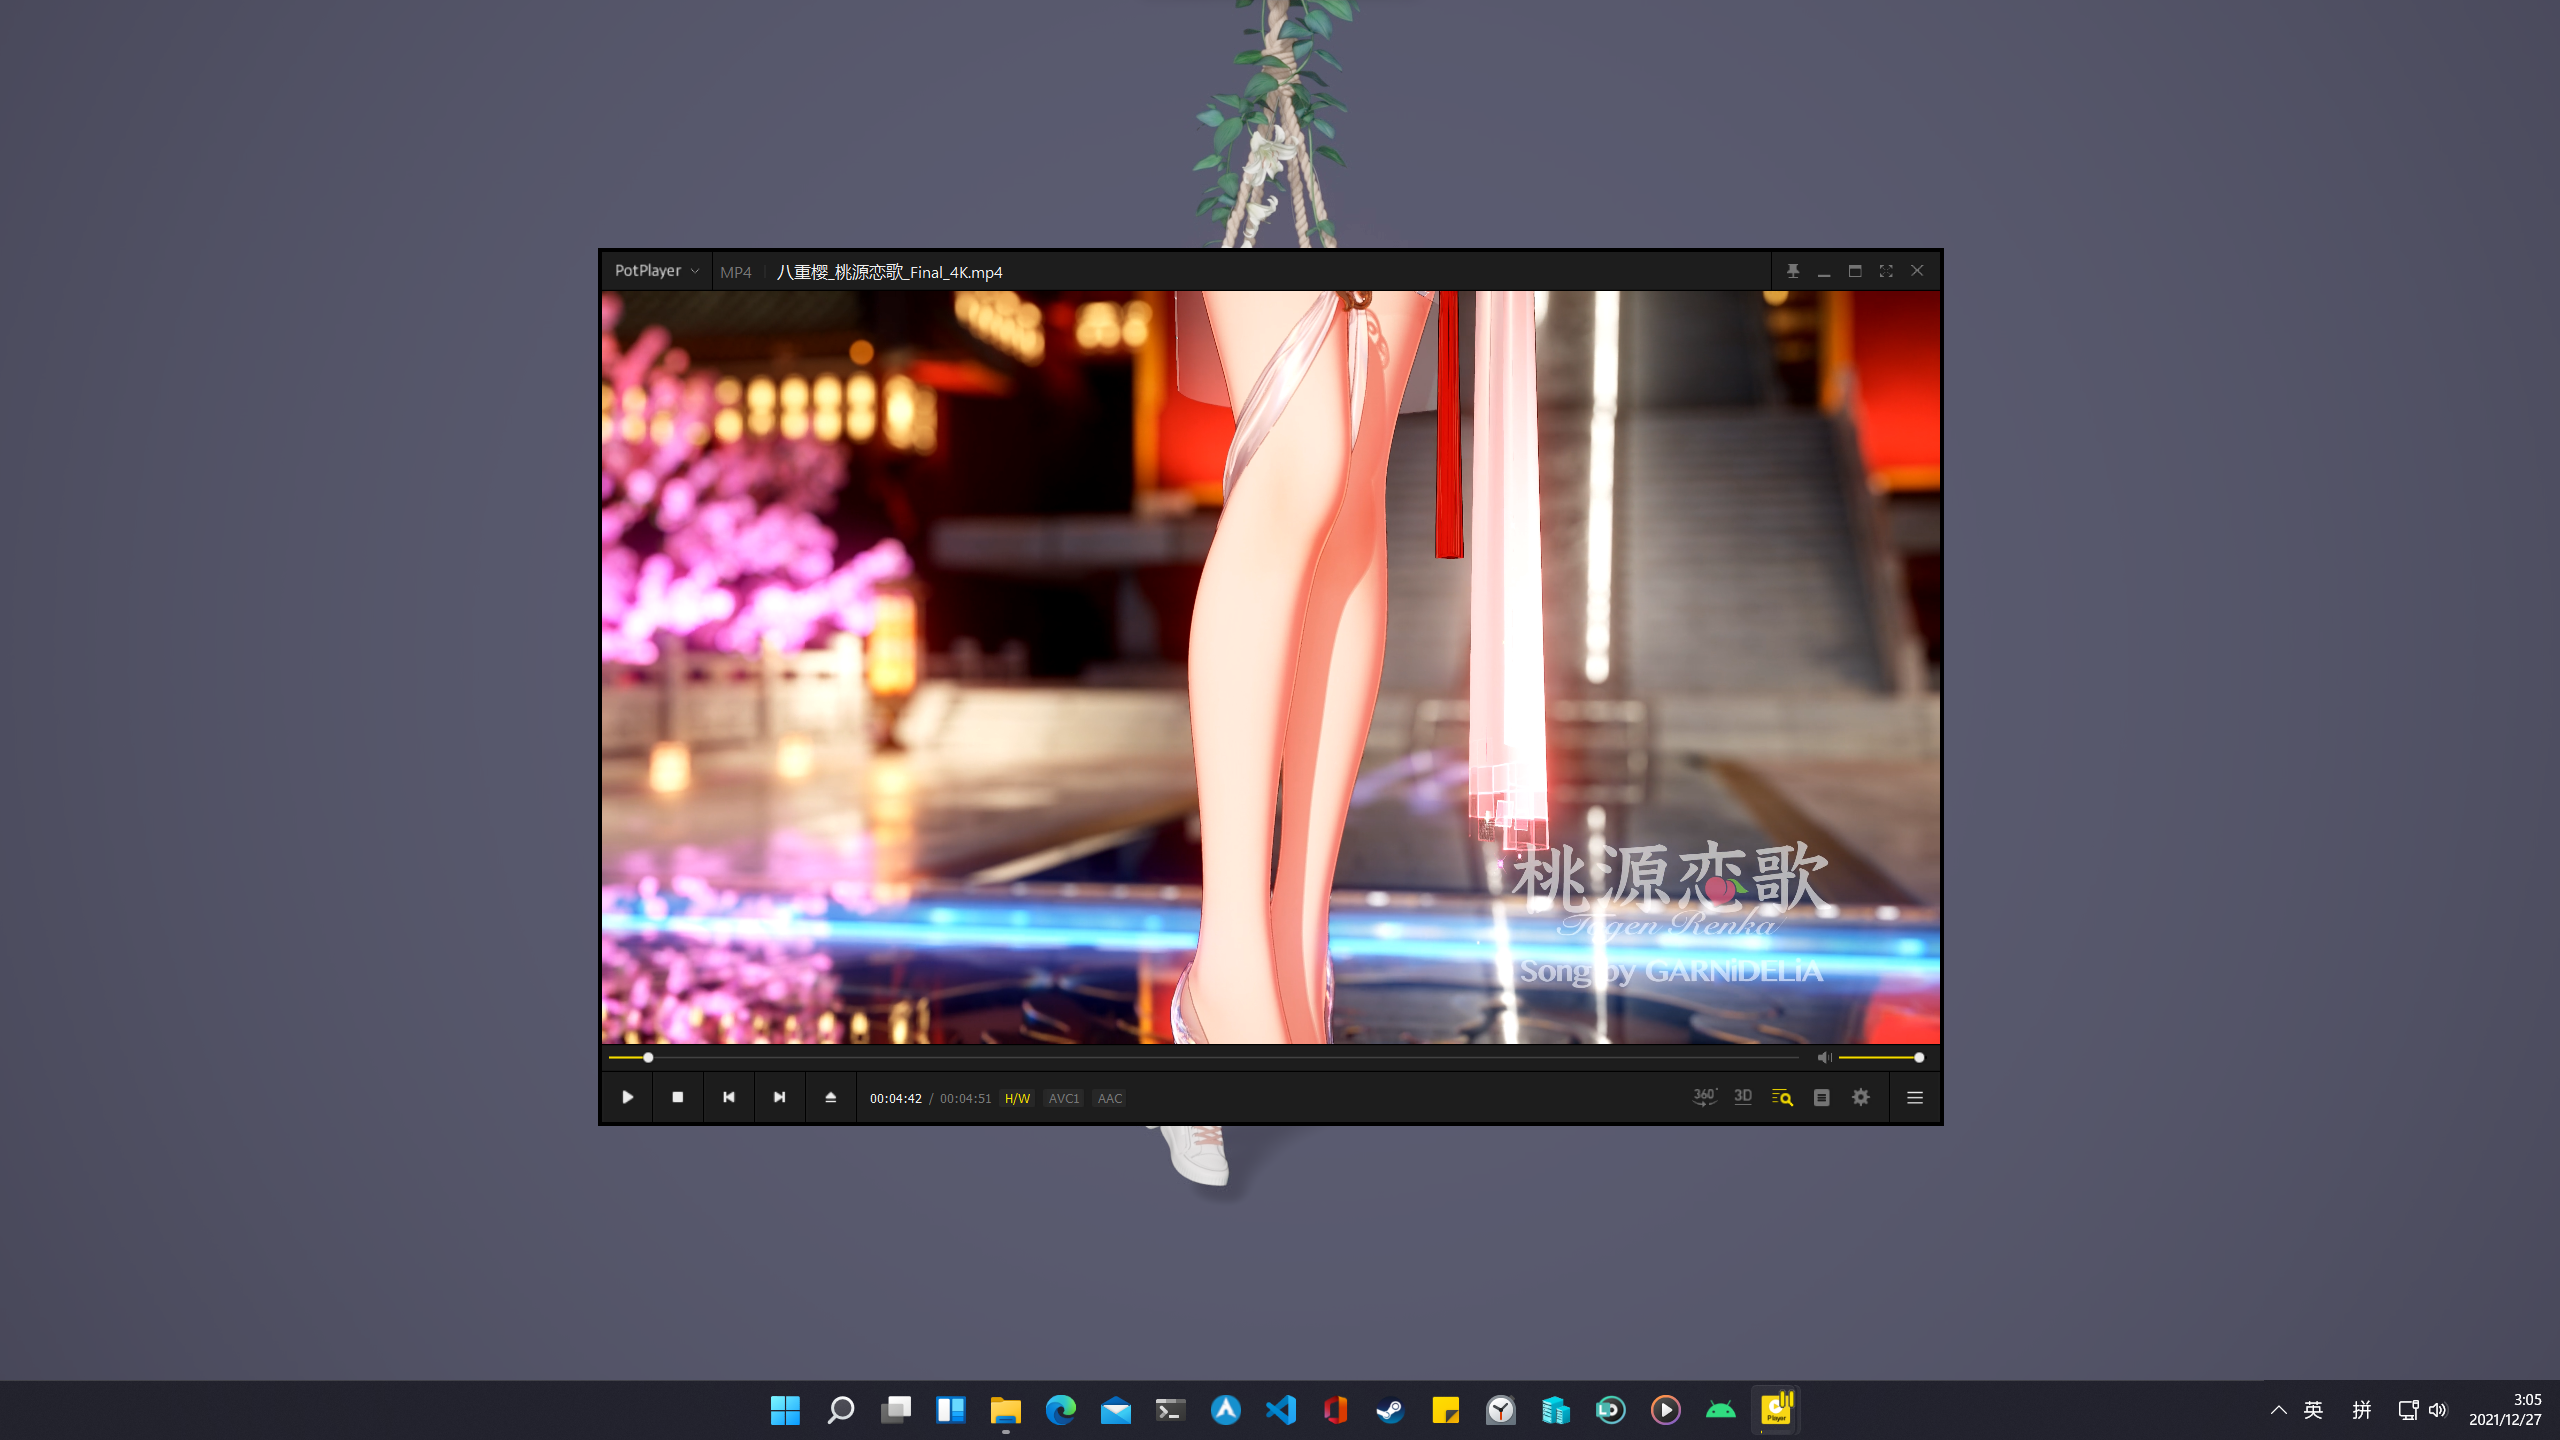 PotPlayer
MP4
八重樱_桃源恋歌_Final_4K.mp4
桃源恋歌
Togen Renka
Song by GARNiDELiA
00:04:42 / 00:04:51 H/W AVC1 AAC
360°
3D
Player
英
拼
3:05
2021/12/27